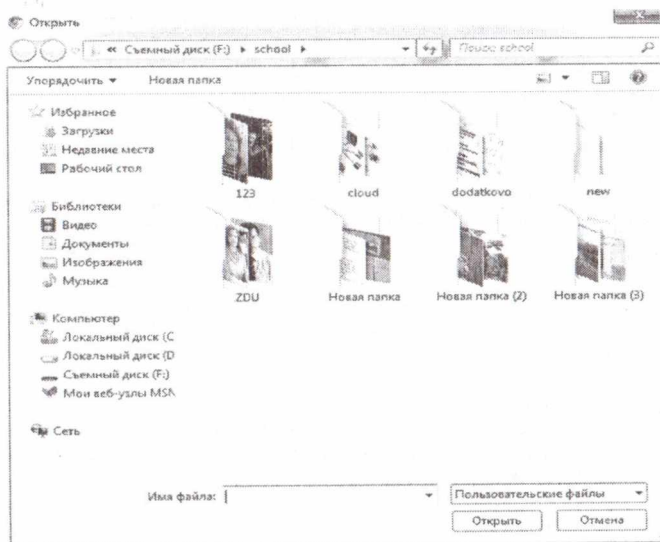 Открыть
« Съемный диск (F:) ▸ school ▸
Поиск: school
Упорядочить ▾ Новая папка
Избранное
Загрузки
Недавние места
Рабочий стол
Библиотеки
Видео
Документы
Изображения
Музыка
Компьютер
Локальный диск (C
Локальный диск (D
Съемный диск (F:)
Мои веб-узлы MSN
Сеть
123 cloud dodatkovo new
ZDU Новая папка Новая папка (2) Новая папка (3)
Имя файла:
Пользовательские файлы
Открыть Отмена